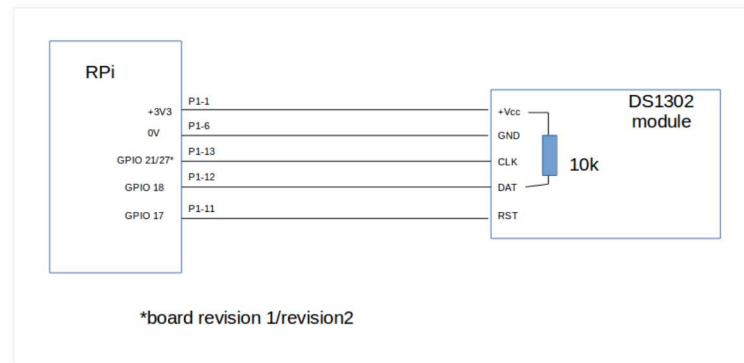 RPi
DS1302
module
+3V3
P1-1
+Vcc
0V
P1-6
GND
GPIO 21/27*
P1-13
CLK
10k
GPIO 18
P1-12
DAT
GPIO 17
P1-11
RST
*board revision 1/revision2